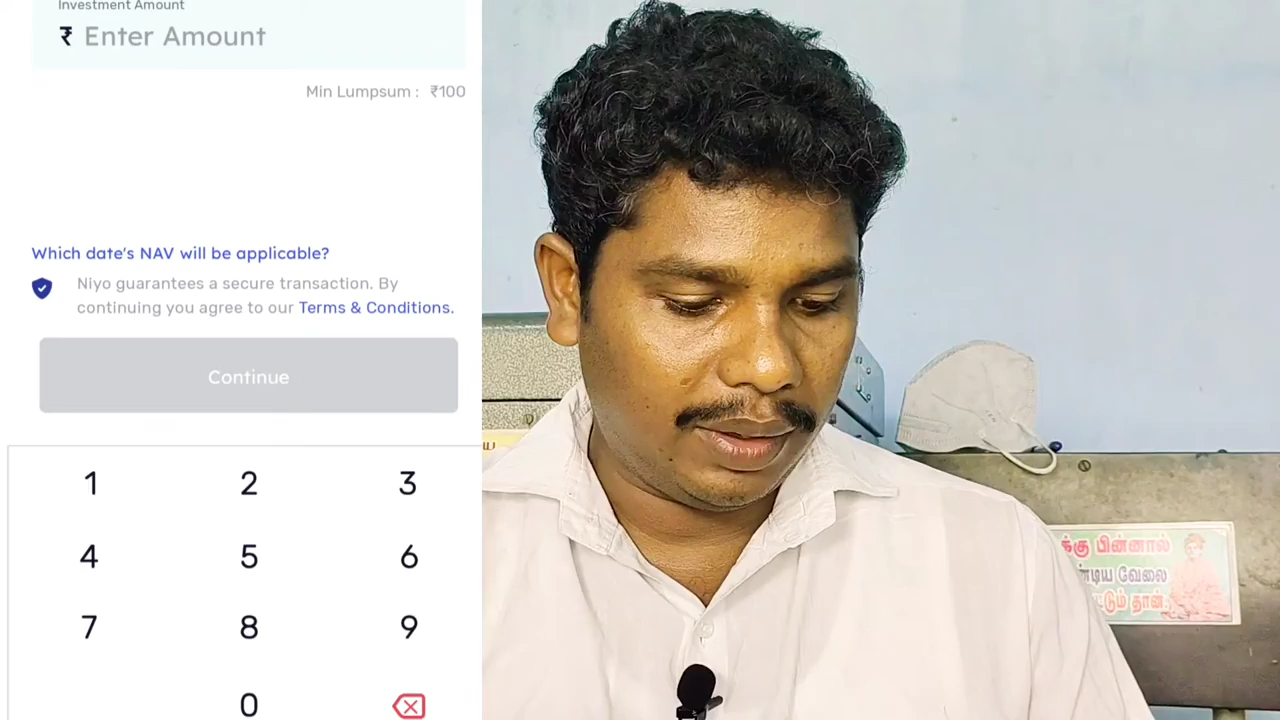 Investment Amount
₹ Enter Amount
Min Lumpsum : ₹100
Which date's NAV will be applicable?
Niyo guarantees a secure transaction. By
continuing you agree to our Terms & Conditions.
Continue
1 2 3
4 5 6
7 8 9
0
க்கு பின்னால்
வேலை
தான்.